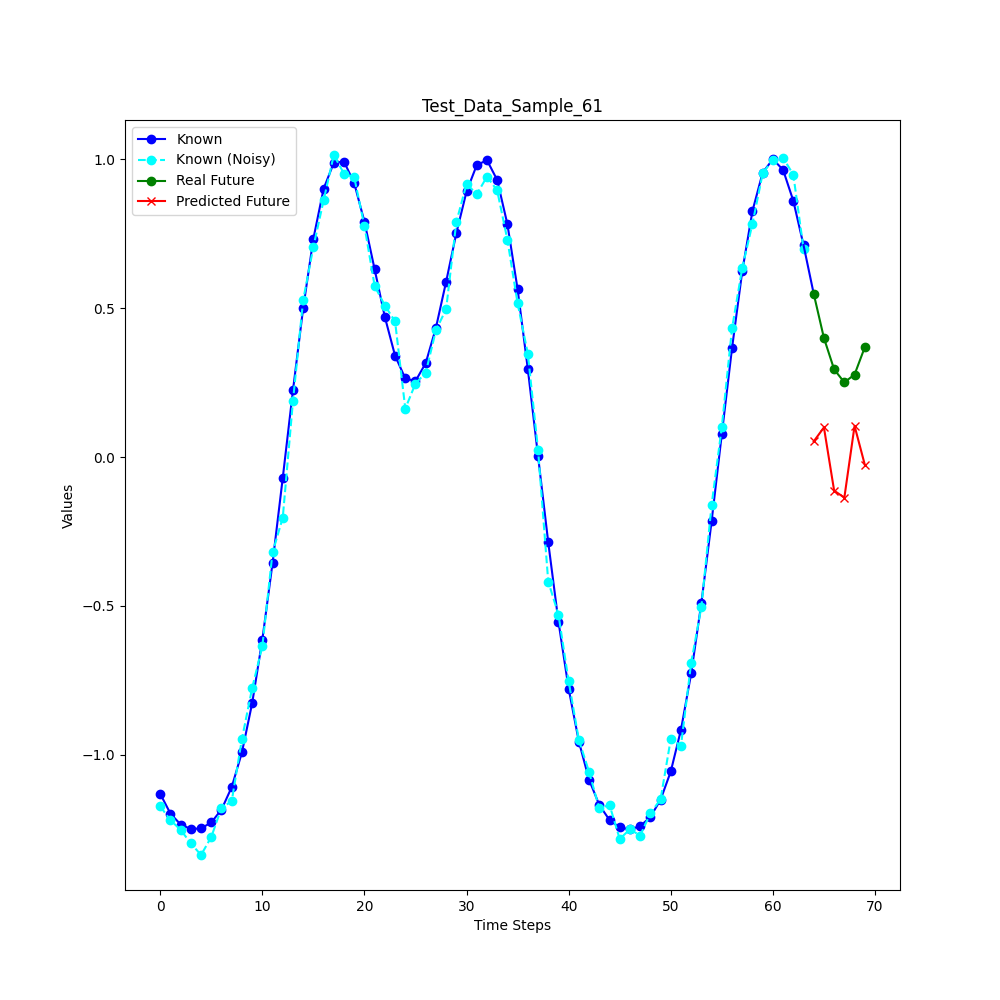 Test_Data_Sample_61
Known
Known (Noisy)
Real Future
Predicted Future
1.0
0.5
0.0
−0.5
−1.0
Values
0 10 20 30 40 50 60 70
Time Steps